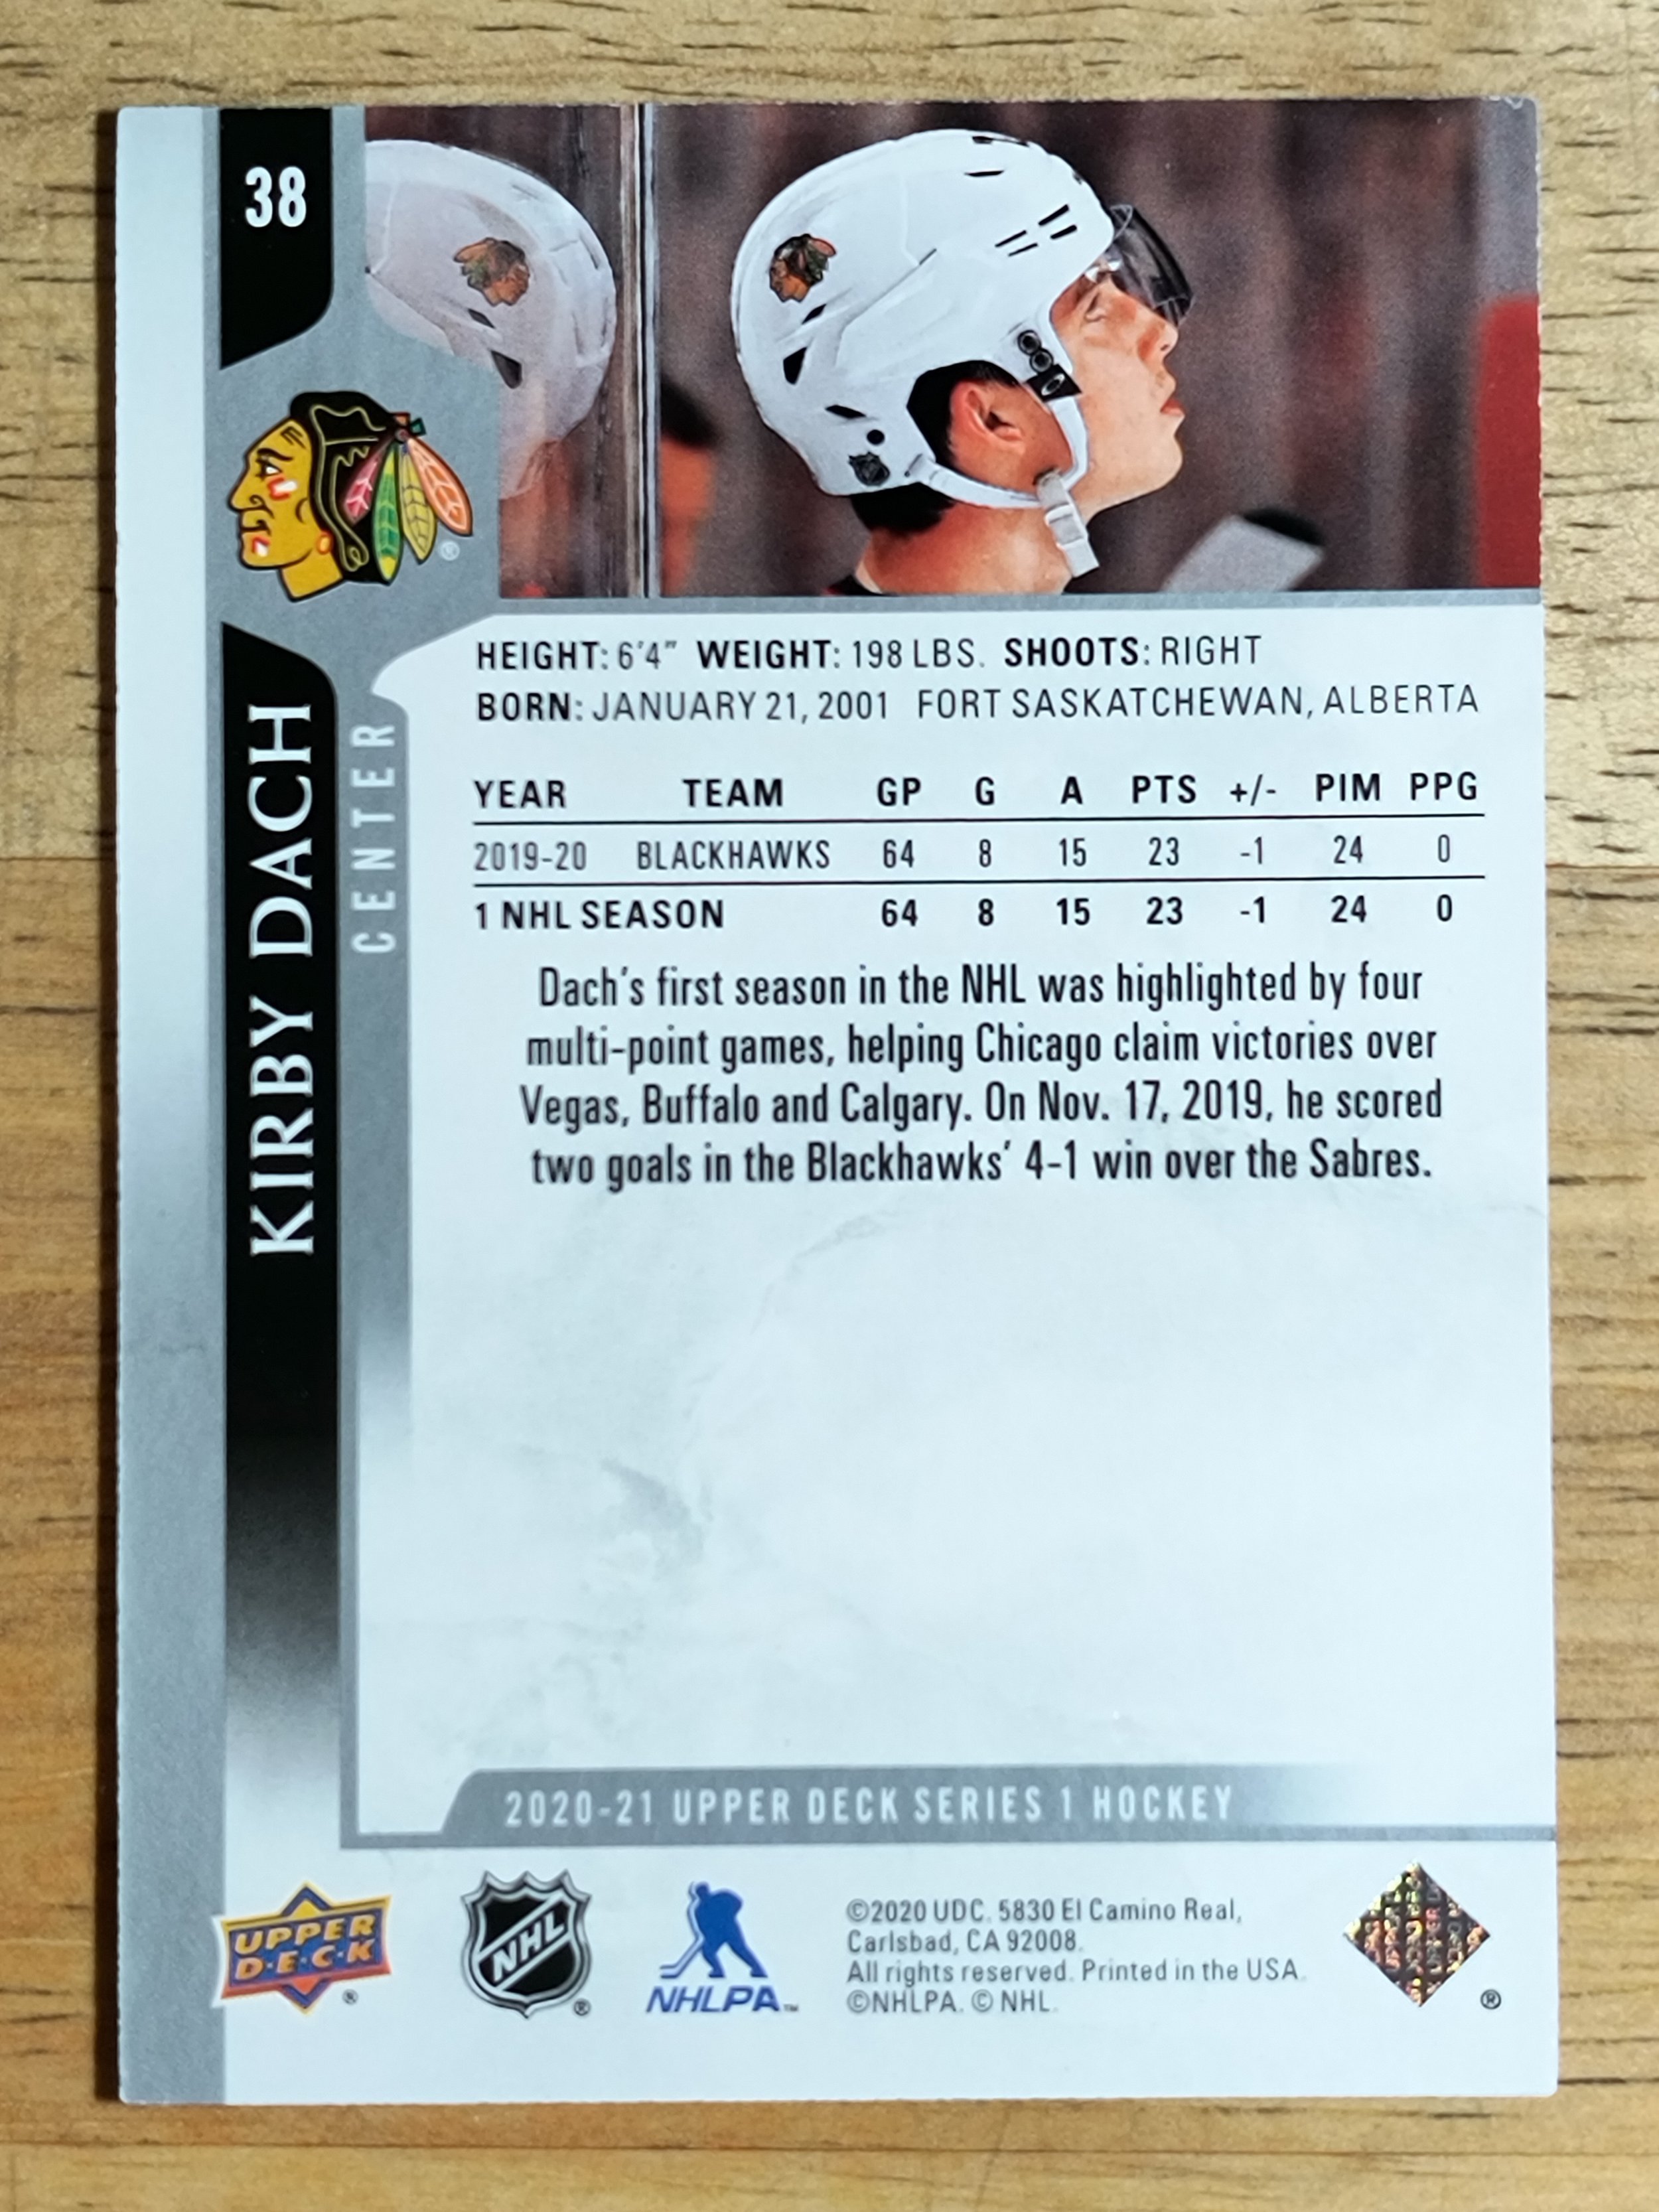 38
KIRBY DACH
CENTER
HEIGHT: 6'4" WEIGHT: 198 LBS. SHOOTS: RIGHT
BORN: JANUARY 21, 2001 FORT SASKATCHEWAN, ALBERTA
YEAR TEAM GP G A PTS +/- PIM PPG
2019-20 BLACKHAWKS 64 8 15 23 -1 24 0
1 NHL SEASON 64 8 15 23 -1 24 0
Dach's first season in the NHL was highlighted by four
multi-point games, helping Chicago claim victories over
Vegas, Buffalo and Calgary. On Nov. 17, 2019, he scored
two goals in the Blackhawks' 4-1 win over the Sabres.
2020-21 UPPER DECK SERIES 1 HOCKEY
UPPER
D·E·C·K ®
NHL ®
NHLPA™
©2020 UDC. 5830 El Camino Real,
Carlsbad, CA 92008.
All rights reserved. Printed in the USA.
©NHLPA. © NHL.
®